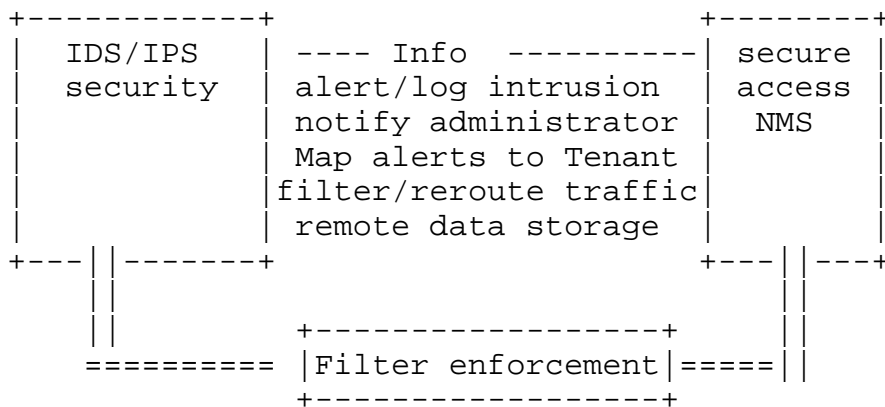 +------------+                       +--------+
|   IDS/IPS  | ---- Info  ----------| secure |
|   security | alert/log intrusion  | access |
|            | notify administrator |  NMS   |
|            | Map alerts to Tenant |        |
|            |filter/reroute traffic|        |
|            | remote data storage  |        |
+---||-------+                      +---||---+
    ||                                  ||
    ||          +------------------+    ||
    ========== |Filter enforcement|=====||
                +------------------+